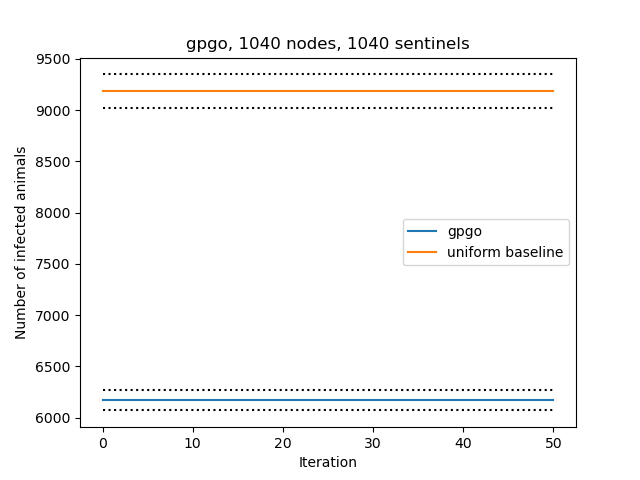 gpgo, 1040 nodes, 1040 sentinels
9500
9000
8500
8000
7500
7000
6500
6000
Number of infected animals
gpgo
uniform baseline
0 10 20 30 40 50
Iteration